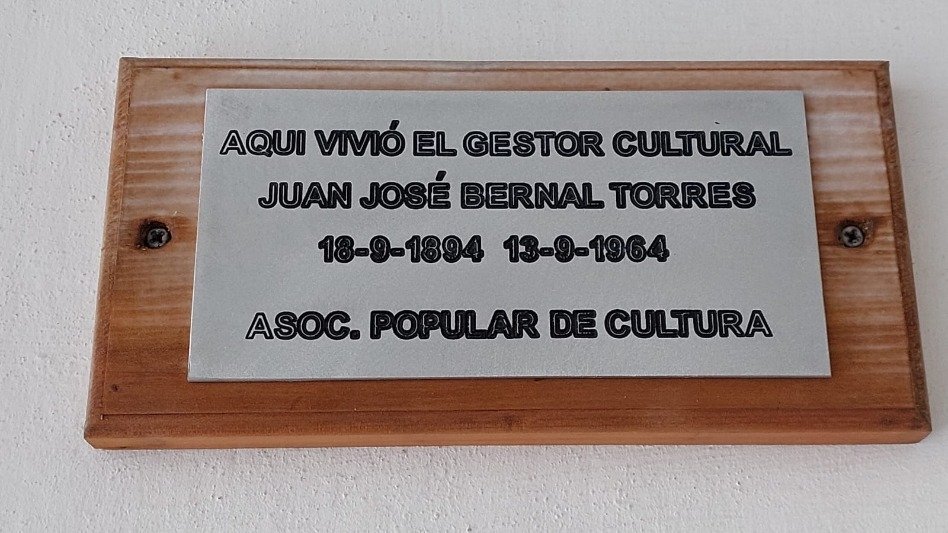 AQUI VIVIÓ EL GESTOR CULTURAL
JUAN JOSÉ BERNAL TORRES
18-9-1894 13-9-1964
ASOC. POPULAR DE CULTURA